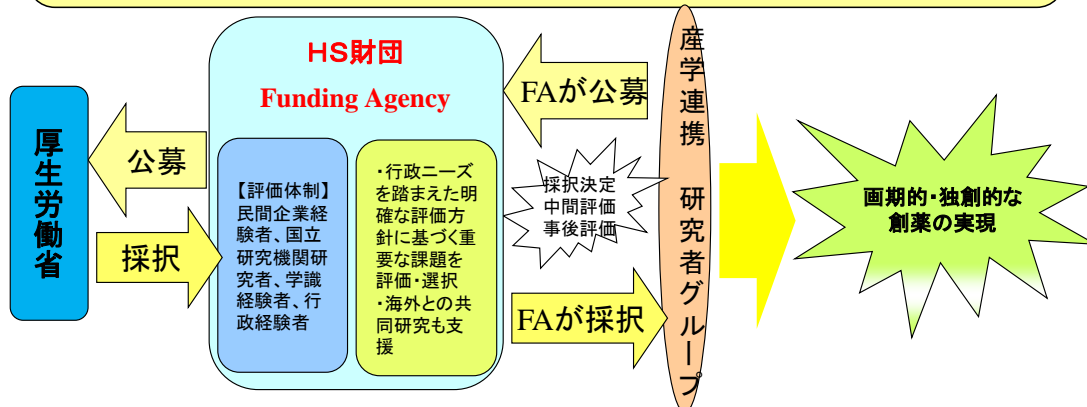 HS財団
Funding Agency
厚生労働省
公募
採択
【評価体制】
民間企業経
験者、国立
研究機関研
究者、学識
経験者、行
政経験者
・行政ニーズ
を踏まえた明
確な評価方
針に基づく重
要な課題を
評価・選択
・海外との共
同研究も支
援
FAが公募
採択決定
中間評価
事後評価
FAが採択
産学連携 研究者グループ
画期的・独創的な
創薬の実現